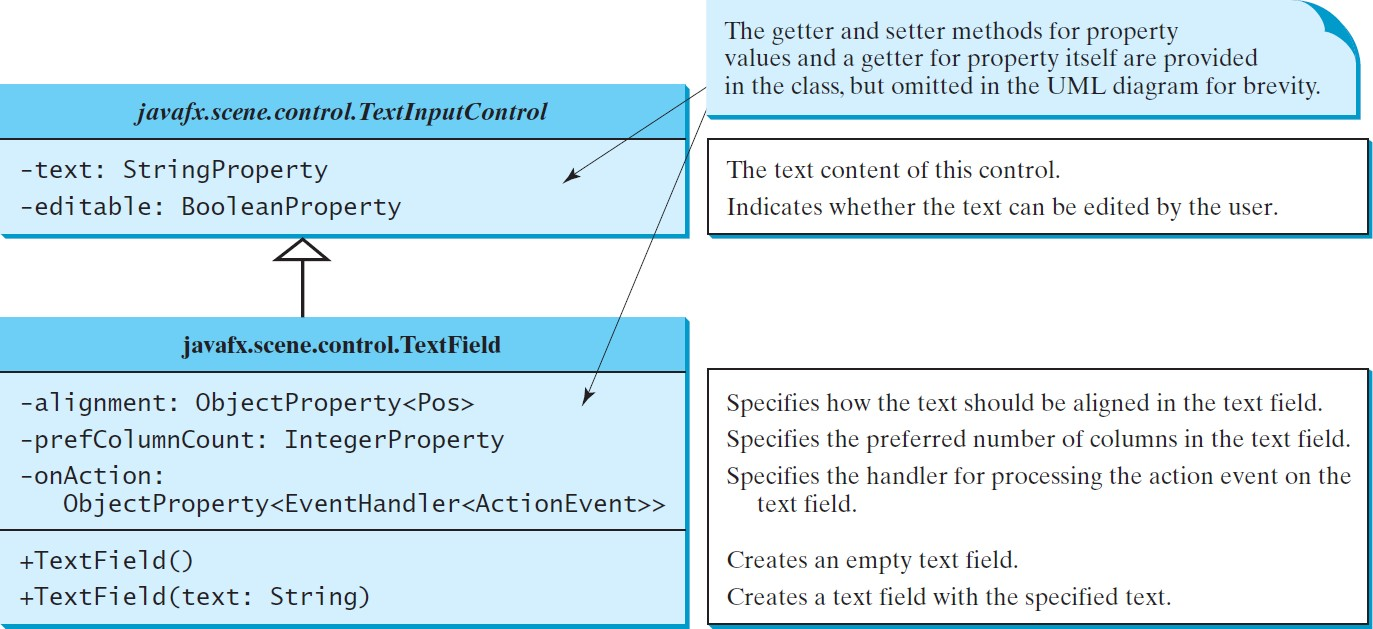 The getter and setter methods for property
values and a getter for property itself are provided
in the class, but omitted in the UML diagram for brevity.
javafx.scene.control.TextInputControl
-text: StringProperty
-editable: BooleanProperty
The text content of this control.
Indicates whether the text can be edited by the user.
javafx.scene.control.TextField
-alignment: ObjectProperty<Pos>
-prefColumnCount: IntegerProperty
-onAction:
ObjectProperty<EventHandler<ActionEvent>>
Specifies how the text should be aligned in the text field.
Specifies the preferred number of columns in the text field.
Specifies the handler for processing the action event on the
text field.
+TextField()
+TextField(text: String)
Creates an empty text field.
Creates a text field with the specified text.